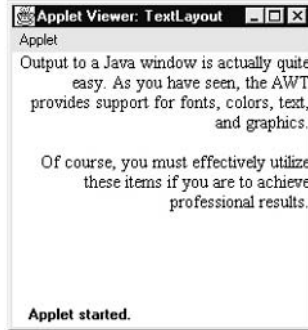 Applet Viewer: TextLayout
Applet
Output to a Java window is actually quite
easy. As you have seen, the AWT
provides support for fonts, colors, text,
and graphics.
Of course, you must effectively utilize
these items if you are to achieve
professional results.
Applet started.